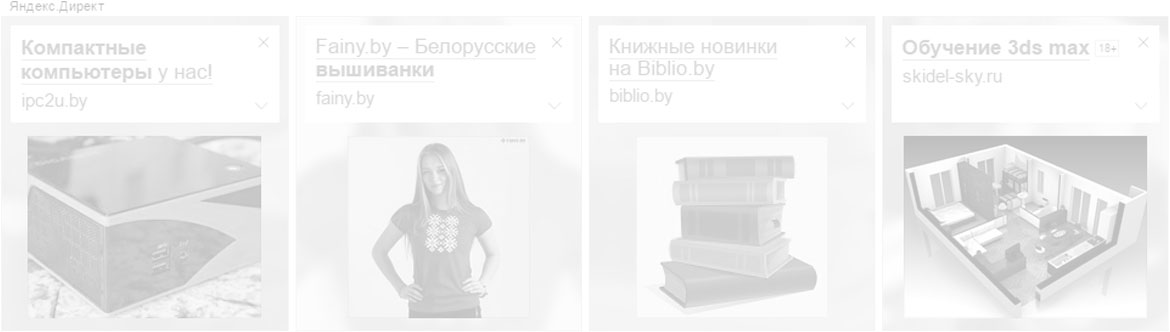 Яндекс.Директ
Компактные
компьютеры у нас!
ipc2u.by
Fainy.by – Белорусские
вышиванки
fainy.by
Книжные новинки
на Biblio.by
biblio.by
Обучение 3ds max 18+
skidel-sky.ru